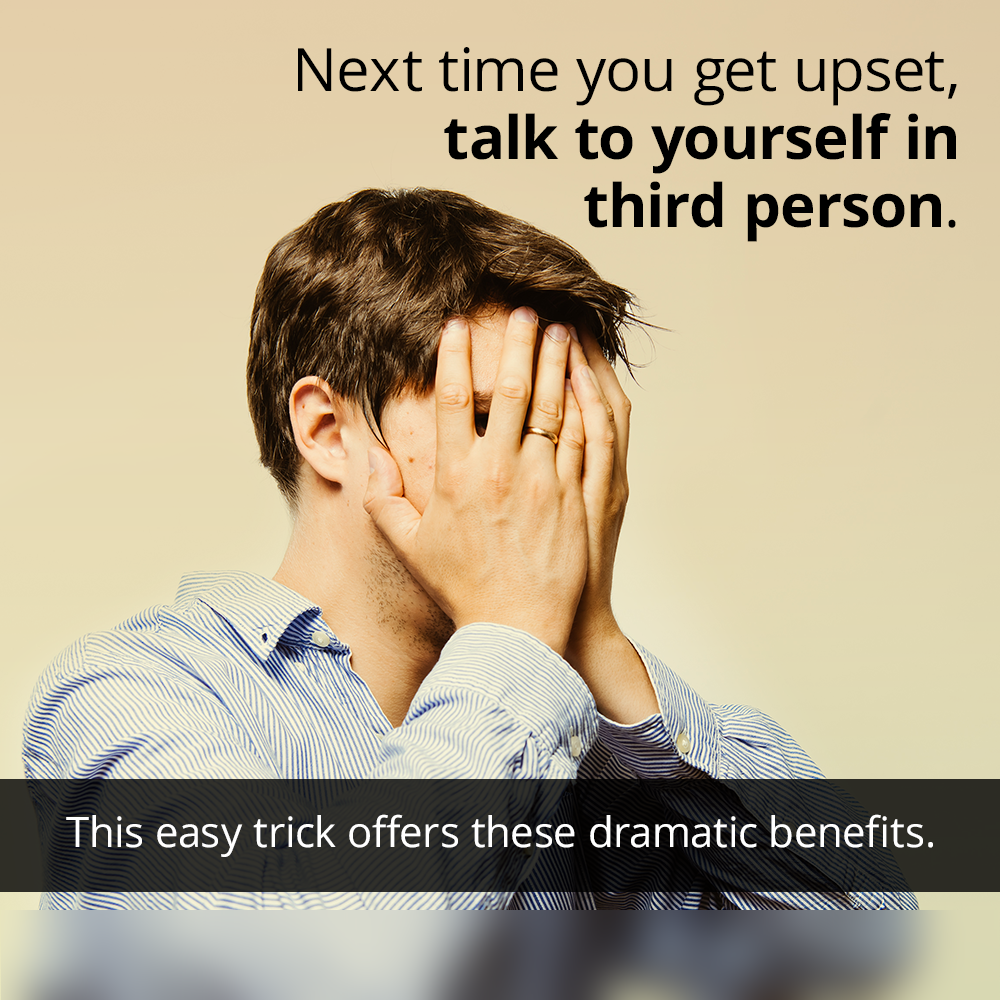 Next time you get upset,
talk to yourself in
third person.
This easy trick offers these dramatic benefits.